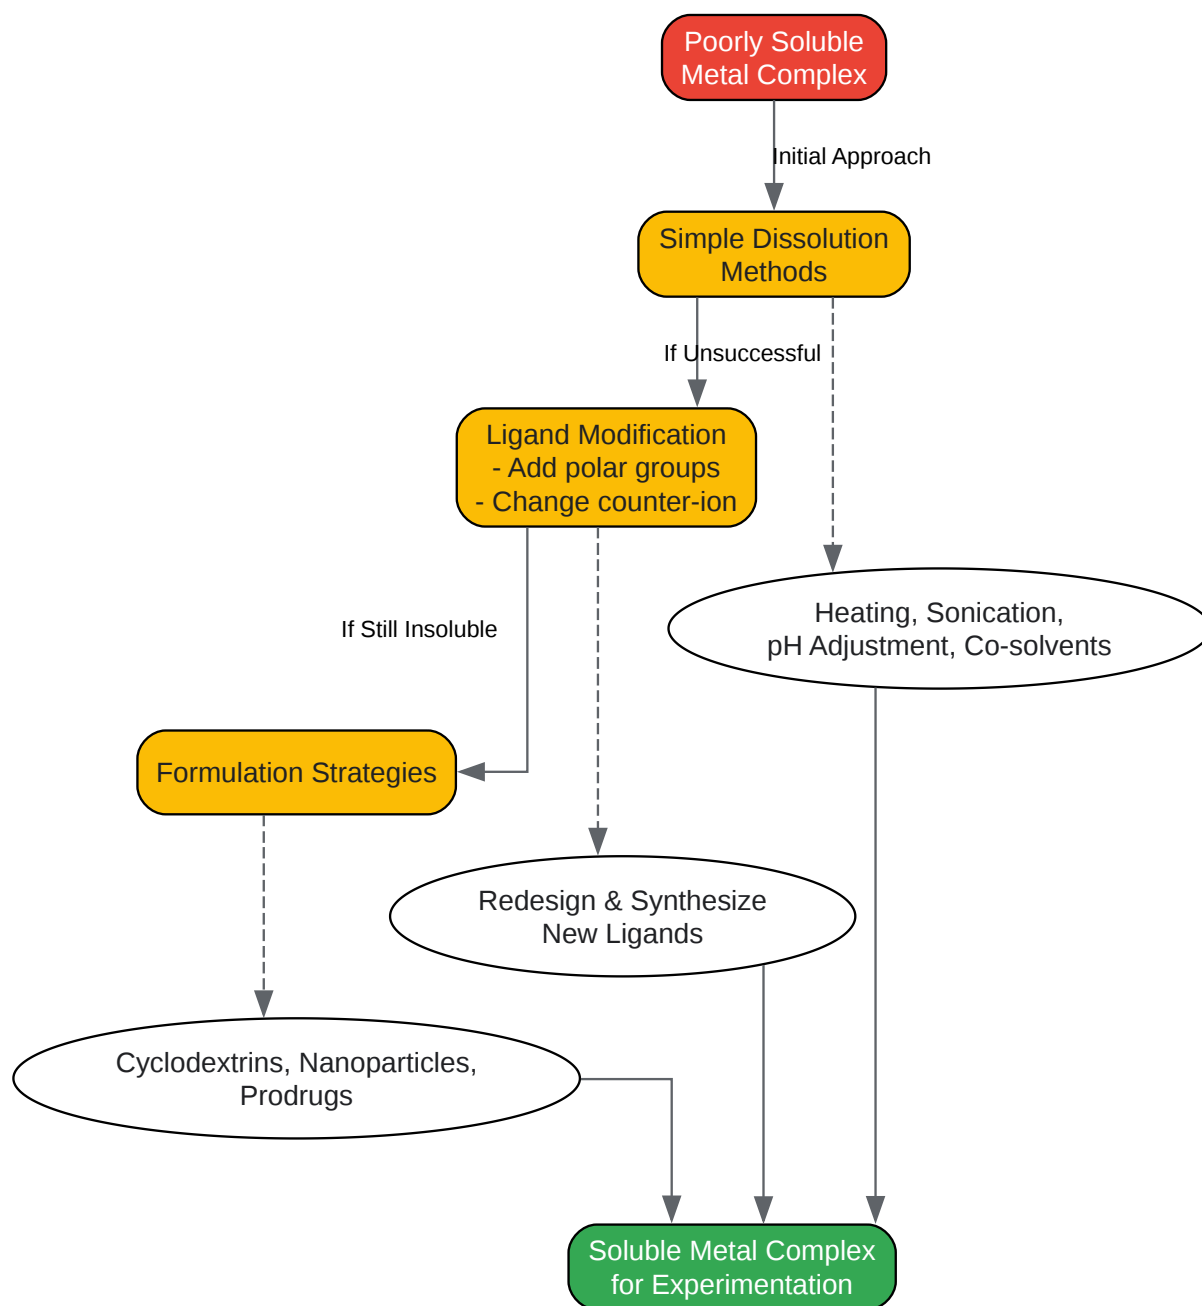 Poorly Soluble
Metal Complex
Initial Approach
Simple Dissolution
Methods
If Unsuccessful
Ligand Modification
- Add polar groups
- Change counter-ion
Heating, Sonication,
pH Adjustment, Co-solvents
If Still Insoluble
Formulation Strategies
Redesign & Synthesize
New Ligands
Cyclodextrins, Nanoparticles,
Prodrugs
Soluble Metal Complex
for Experimentation